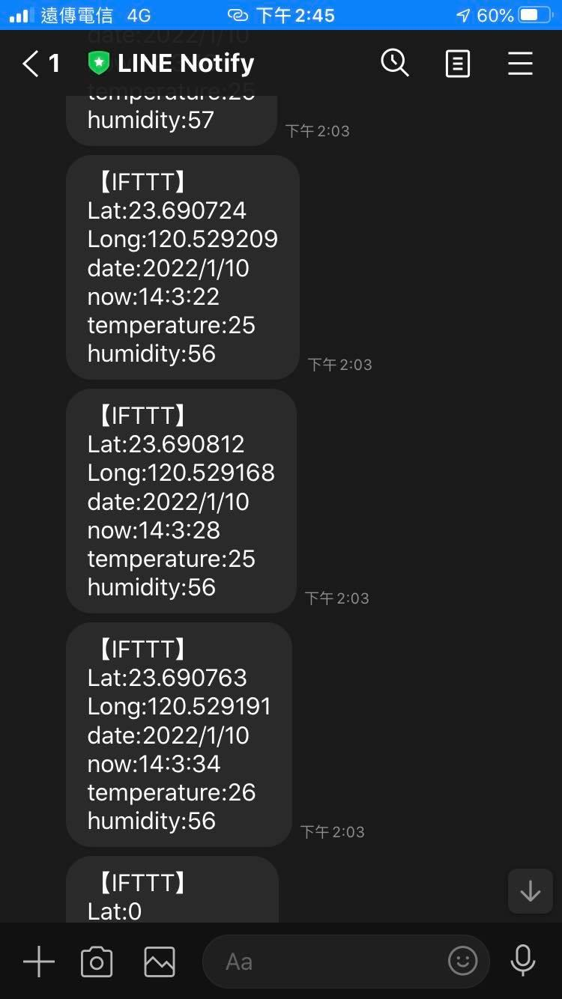 遠傳電信 4G 下午 2:45 60%
date:2022/1/10
1 LINE Notify
temperature:25
humidity:57
下午 2:03
【IFTTT】
Lat:23.690724
Long:120.529209
date:2022/1/10
now:14:3:22
temperature:25
humidity:56
下午 2:03
【IFTTT】
Lat:23.690812
Long:120.529168
date:2022/1/10
now:14:3:28
temperature:25
humidity:56
下午 2:03
【IFTTT】
Lat:23.690763
Long:120.529191
date:2022/1/10
now:14:3:34
temperature:26
humidity:56
下午 2:03
【IFTTT】
Lat:0
Aa